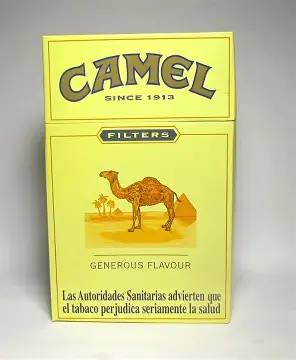 CAMEL
SINCE 1913
FILTERS
GENEROUS FLAVOUR
Las Autoridades Sanitarias advierten que
el tabaco perjudica seriamente la salud